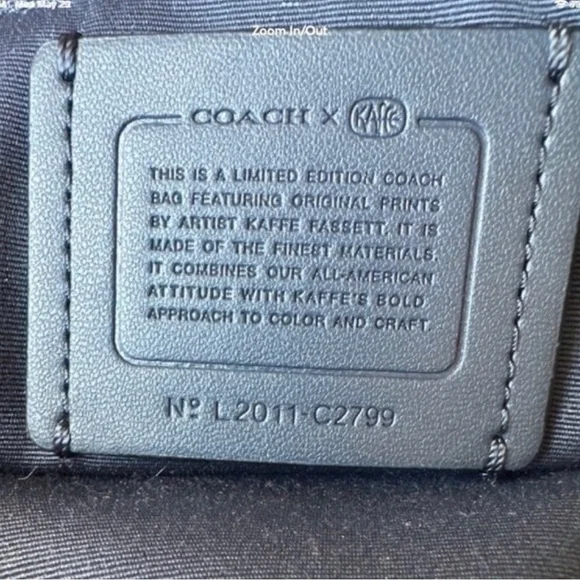 Zoom In/Out
COACH X KAFFE
THIS IS A LIMITED EDITION COACH
BAG FEATURING ORIGINAL PRINTS
BY ARTIST KAFFE FASSETT. IT IS
MADE OF THE FINEST MATERIALS.
IT COMBINES OUR ALL-AMERICAN
ATTITUDE WITH KAFFE'S BOLD
APPROACH TO COLOR AND CRAFT.
Nº L2011-C2799